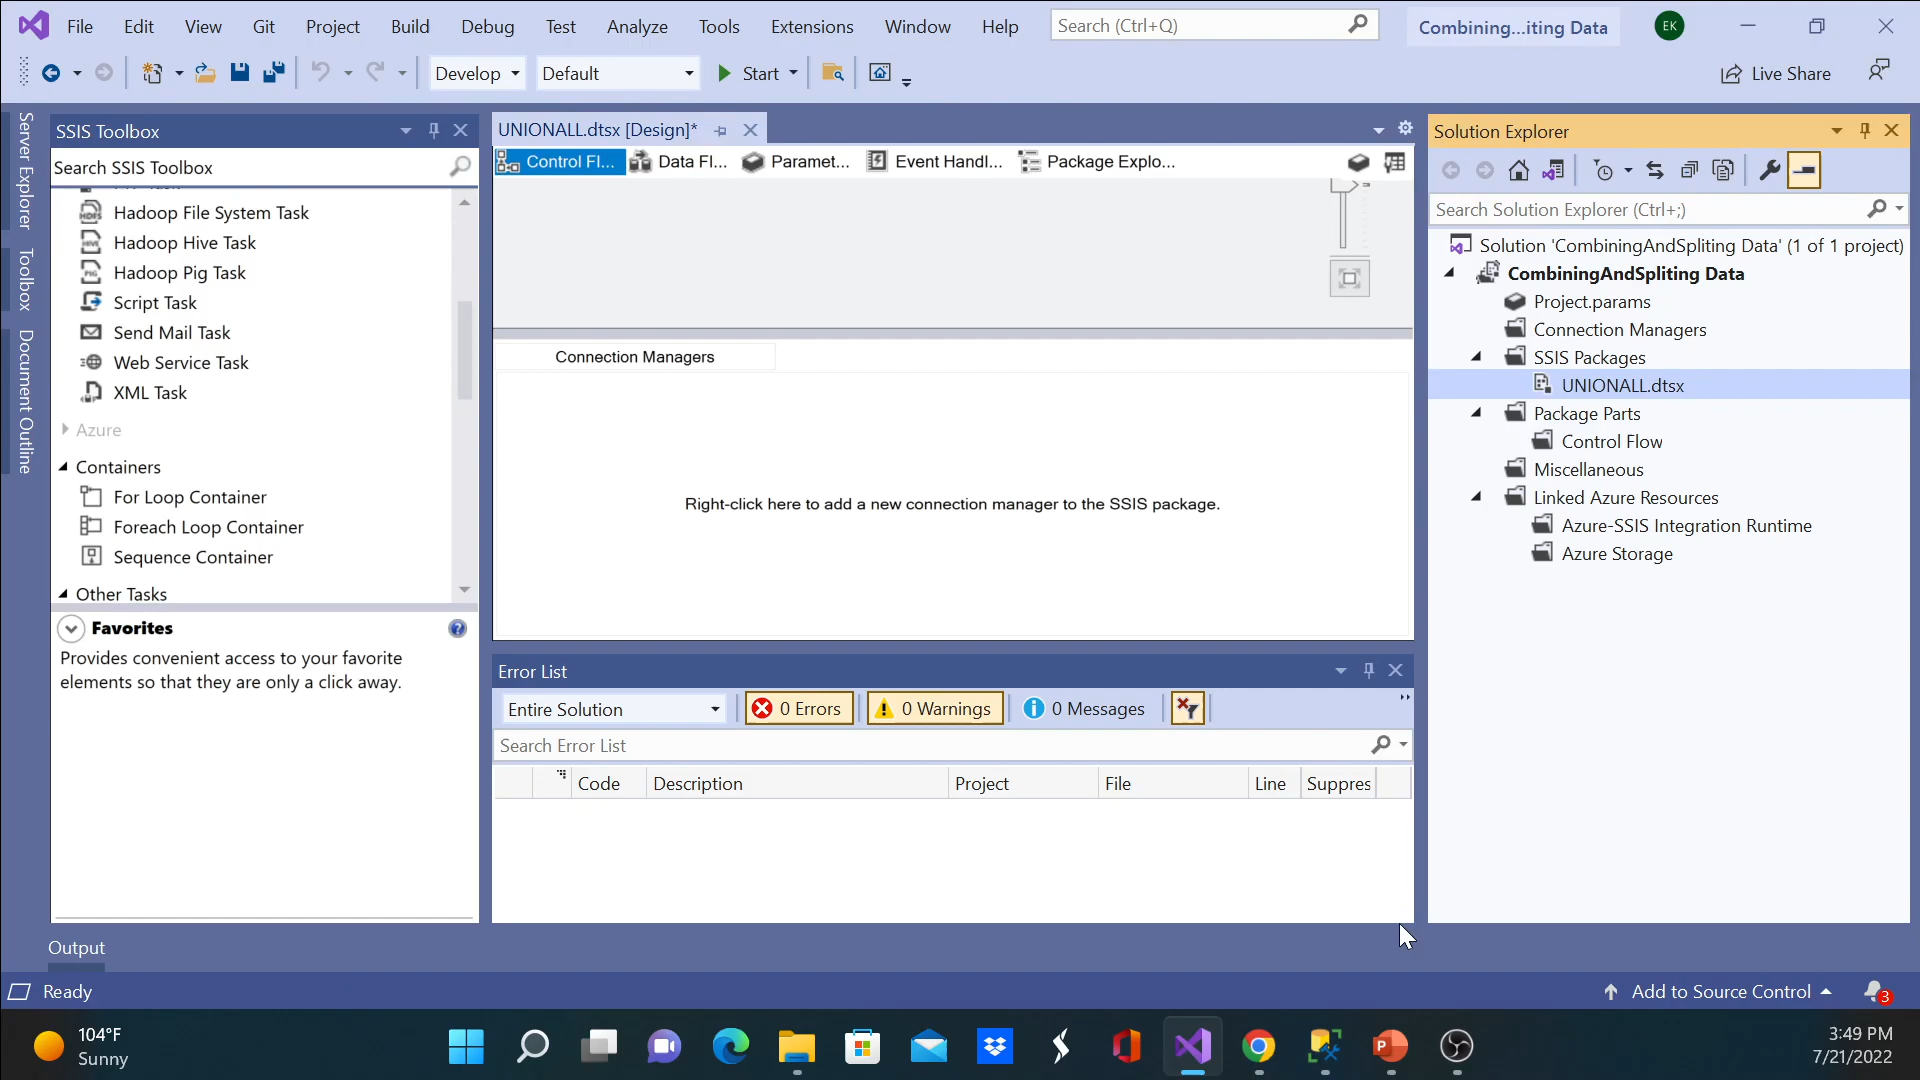 File Edit View Git Project Build Debug Test Analyze Tools Extensions Window Help Search (Ctrl+Q) Combining...iting Data EK
Develop Default Start Live Share
Server Explorer
Toolbox
Document Outline
SSIS Toolbox
Search SSIS Toolbox
Hadoop File System Task
Hadoop Hive Task
Hadoop Pig Task
Script Task
Send Mail Task
Web Service Task
XML Task
Azure
Containers
For Loop Container
Foreach Loop Container
Sequence Container
Other Tasks
Favorites
Provides convenient access to your favorite
elements so that they are only a click away.
UNIONALL.dtsx [Design]*
Control Fl... Data Fl... Paramet... Event Handl... Package Explo...
Connection Managers
Right-click here to add a new connection manager to the SSIS package.
Error List
Entire Solution 0 Errors 0 Warnings 0 Messages
Search Error List
Code Description Project File Line Suppres
Solution Explorer
Search Solution Explorer (Ctrl+;)
Solution 'CombiningAndSpliting Data' (1 of 1 project)
CombiningAndSpliting Data
Project.params
Connection Managers
SSIS Packages
UNIONALL.dtsx
Package Parts
Control Flow
Miscellaneous
Linked Azure Resources
Azure-SSIS Integration Runtime
Azure Storage
Output
Ready Add to Source Control 3
104°F
Sunny
3:49 PM
7/21/2022